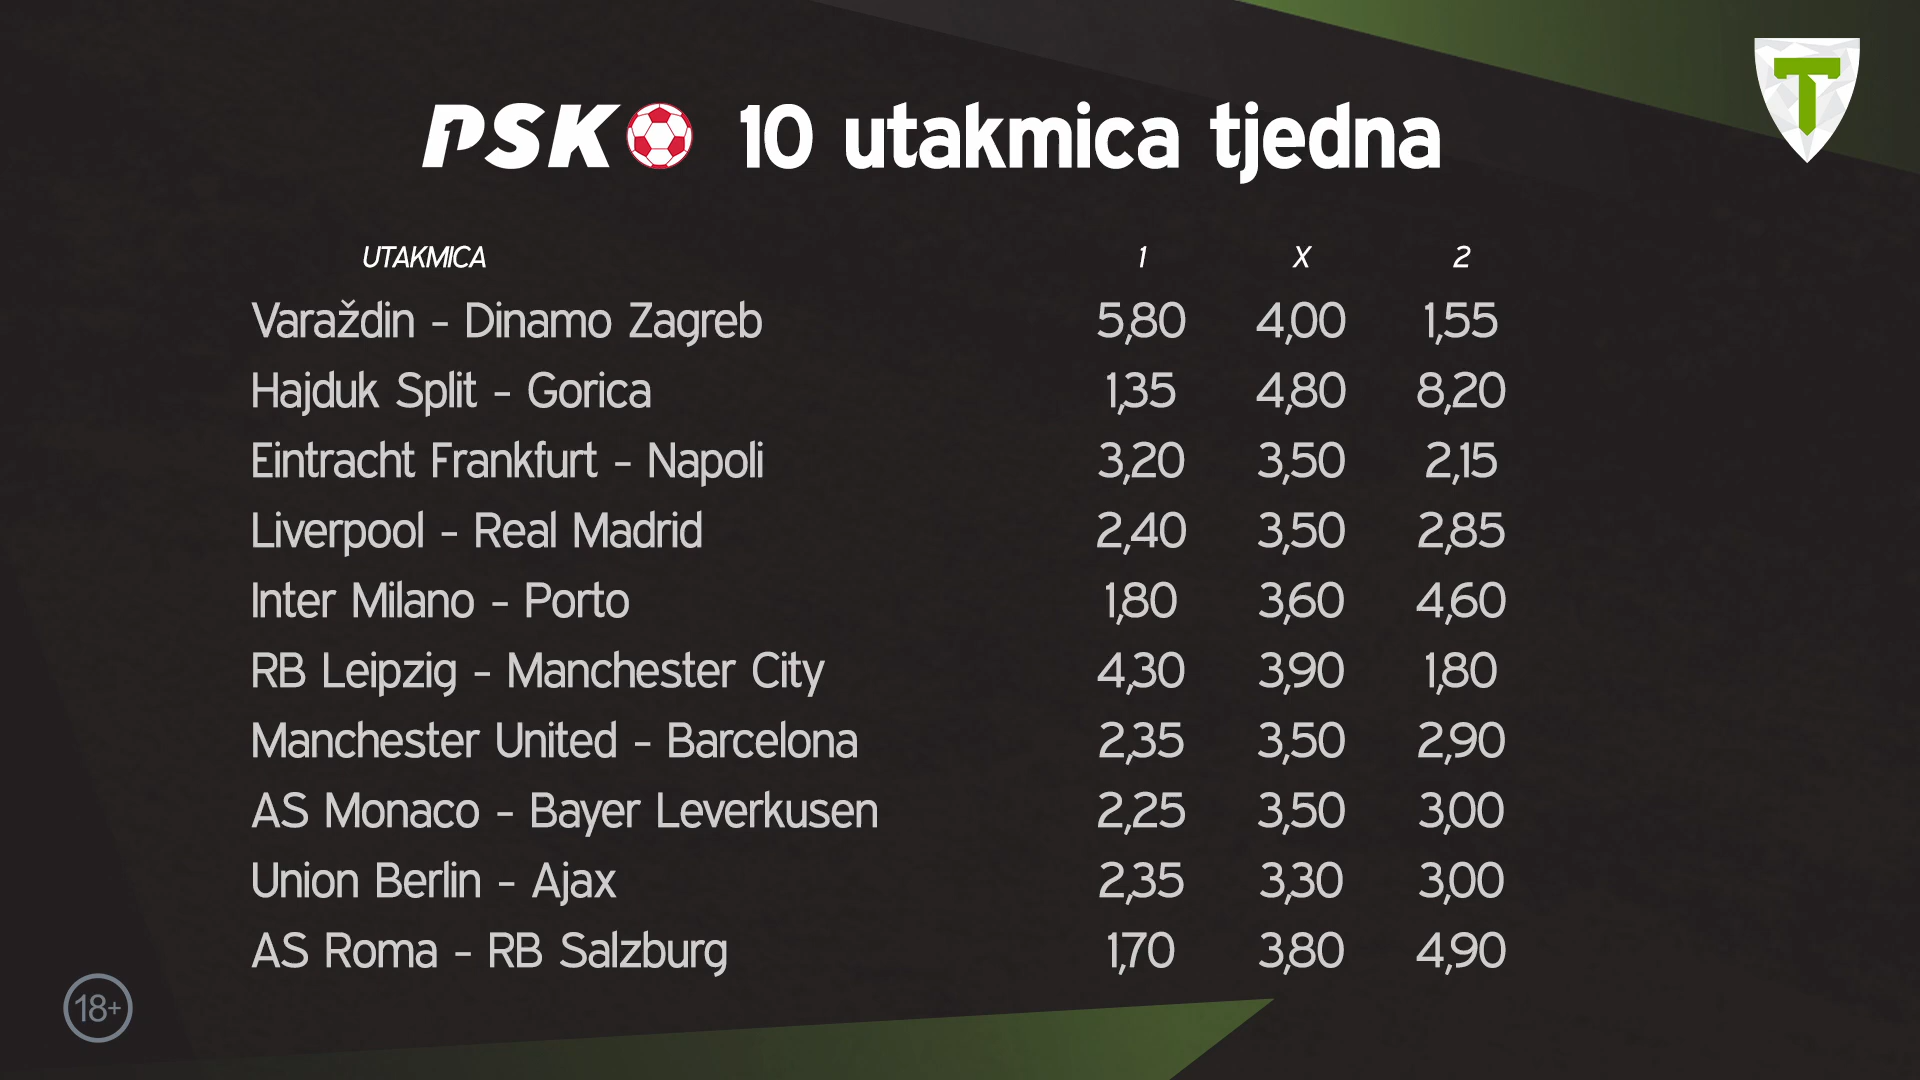 PSK 10 utakmica tjedna
T
UTAKMICA 1 X 2
Varaždin - Dinamo Zagreb 5,80 4,00 1,55
Hajduk Split - Gorica 1,35 4,80 8,20
Eintracht Frankfurt - Napoli 3,20 3,50 2,15
Liverpool - Real Madrid 2,40 3,50 2,85
Inter Milano - Porto 1,80 3,60 4,60
RB Leipzig - Manchester City 4,30 3,90 1,80
Manchester United - Barcelona 2,35 3,50 2,90
AS Monaco - Bayer Leverkusen 2,25 3,50 3,00
Union Berlin - Ajax 2,35 3,30 3,00
AS Roma - RB Salzburg 1,70 3,80 4,90
18+